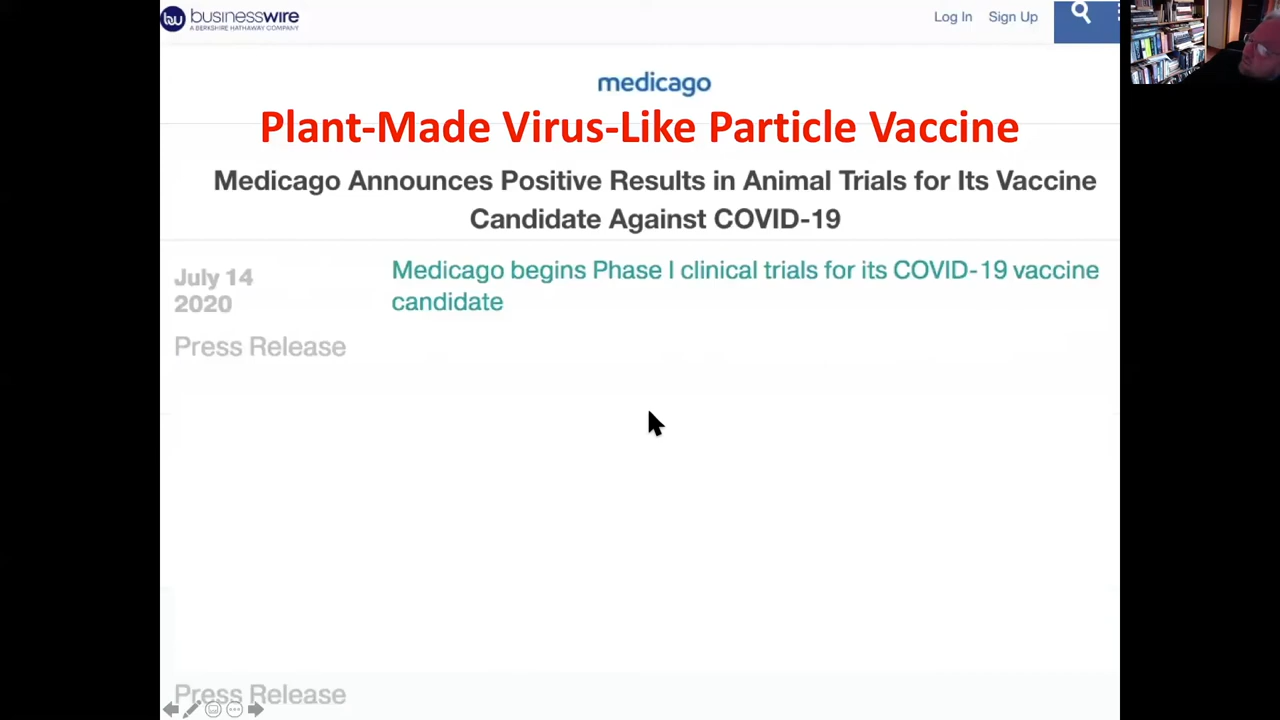 businesswire
A BERKSHIRE HATHAWAY COMPANY
Log In Sign Up
medicago
Plant-Made Virus-Like Particle Vaccine
Medicago Announces Positive Results in Animal Trials for Its Vaccine
Candidate Against COVID-19
July 14
2020
Medicago begins Phase I clinical trials for its COVID-19 vaccine
candidate
Press Release
Press Release